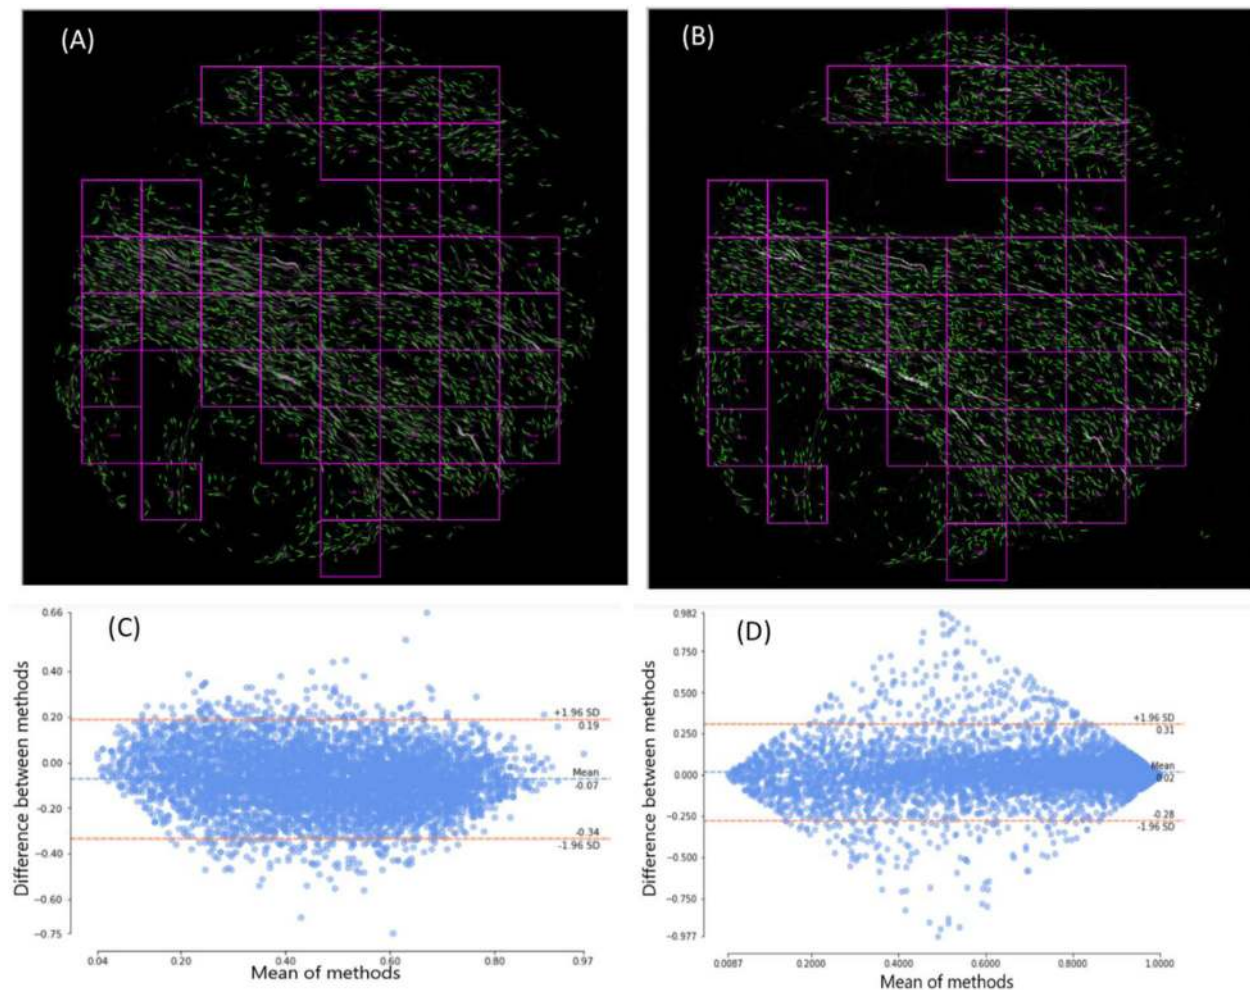 (A)
(B)
(C)
Difference between methods
0.66
0.40
0.20
0.00
−0.20
−0.40
−0.60
−0.75
+1.96 SD
0.19
Mean
-0.07
-0.34
-1.96 SD
0.04
0.20
0.40
0.60
0.80
0.97
Mean of methods
(D)
Difference between methods
0.982
0.750
0.500
0.250
0.000
−0.250
−0.500
−0.750
−0.977
+1.96 SD
0.31
Mean
0.02
-0.28
-1.96 SD
0.0087
0.2000
0.4000
0.6000
0.8000
1.0000
Mean of methods